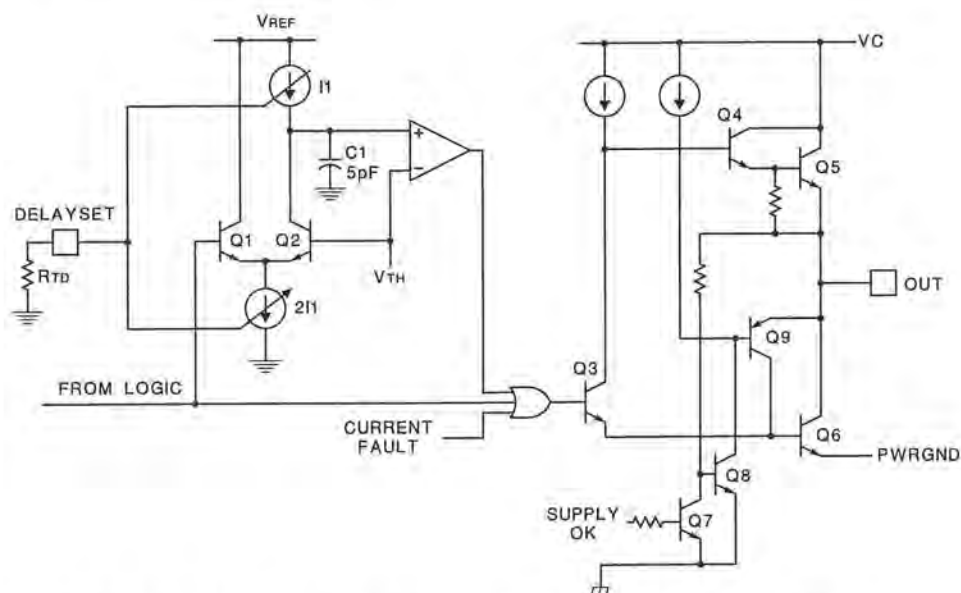 VREF
VC
I1
Q4
Q5
C1
5pF
+
−
DELAYSET
RTD
Q1
Q2
VTH
OUT
2I1
Q9
FROM LOGIC
Q3
CURRENT
FAULT
Q6
PWRGND
Q8
SUPPLY
OK
Q7